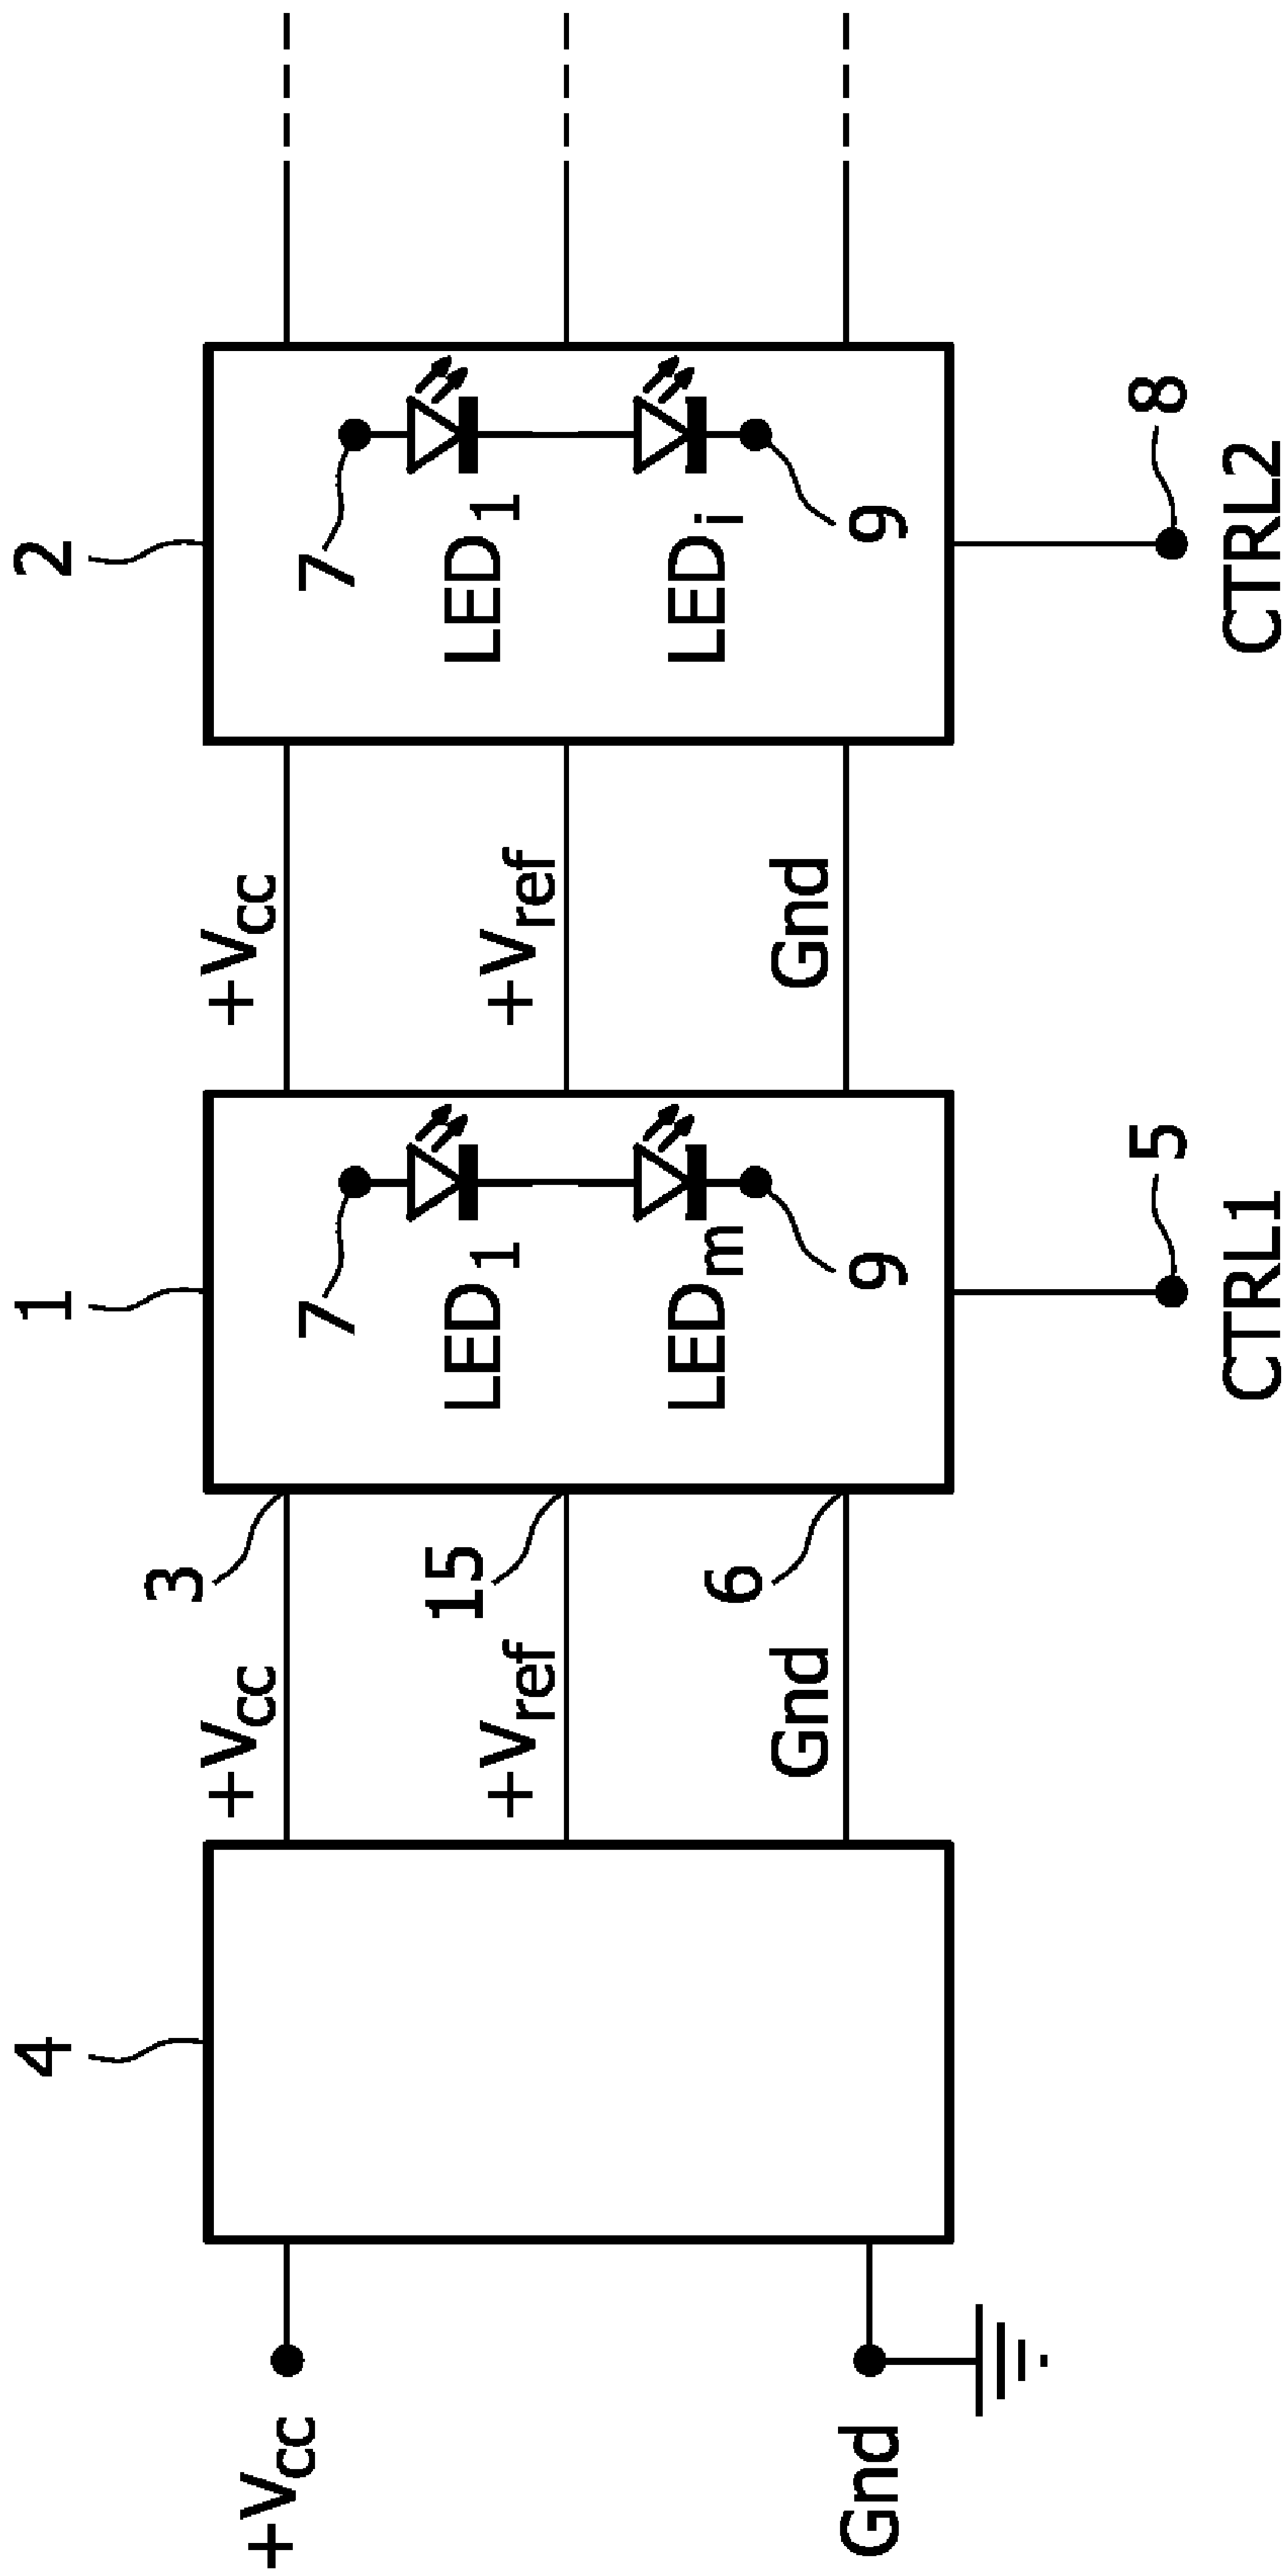 4
1
2
+Vcc
+Vcc
3
+Vcc
7
7
LED1
LED1
+Vref
15
+Vref
LEDm
LEDi
Gnd
Gnd
6
Gnd
9
9
5
8
CTRL1
CTRL2